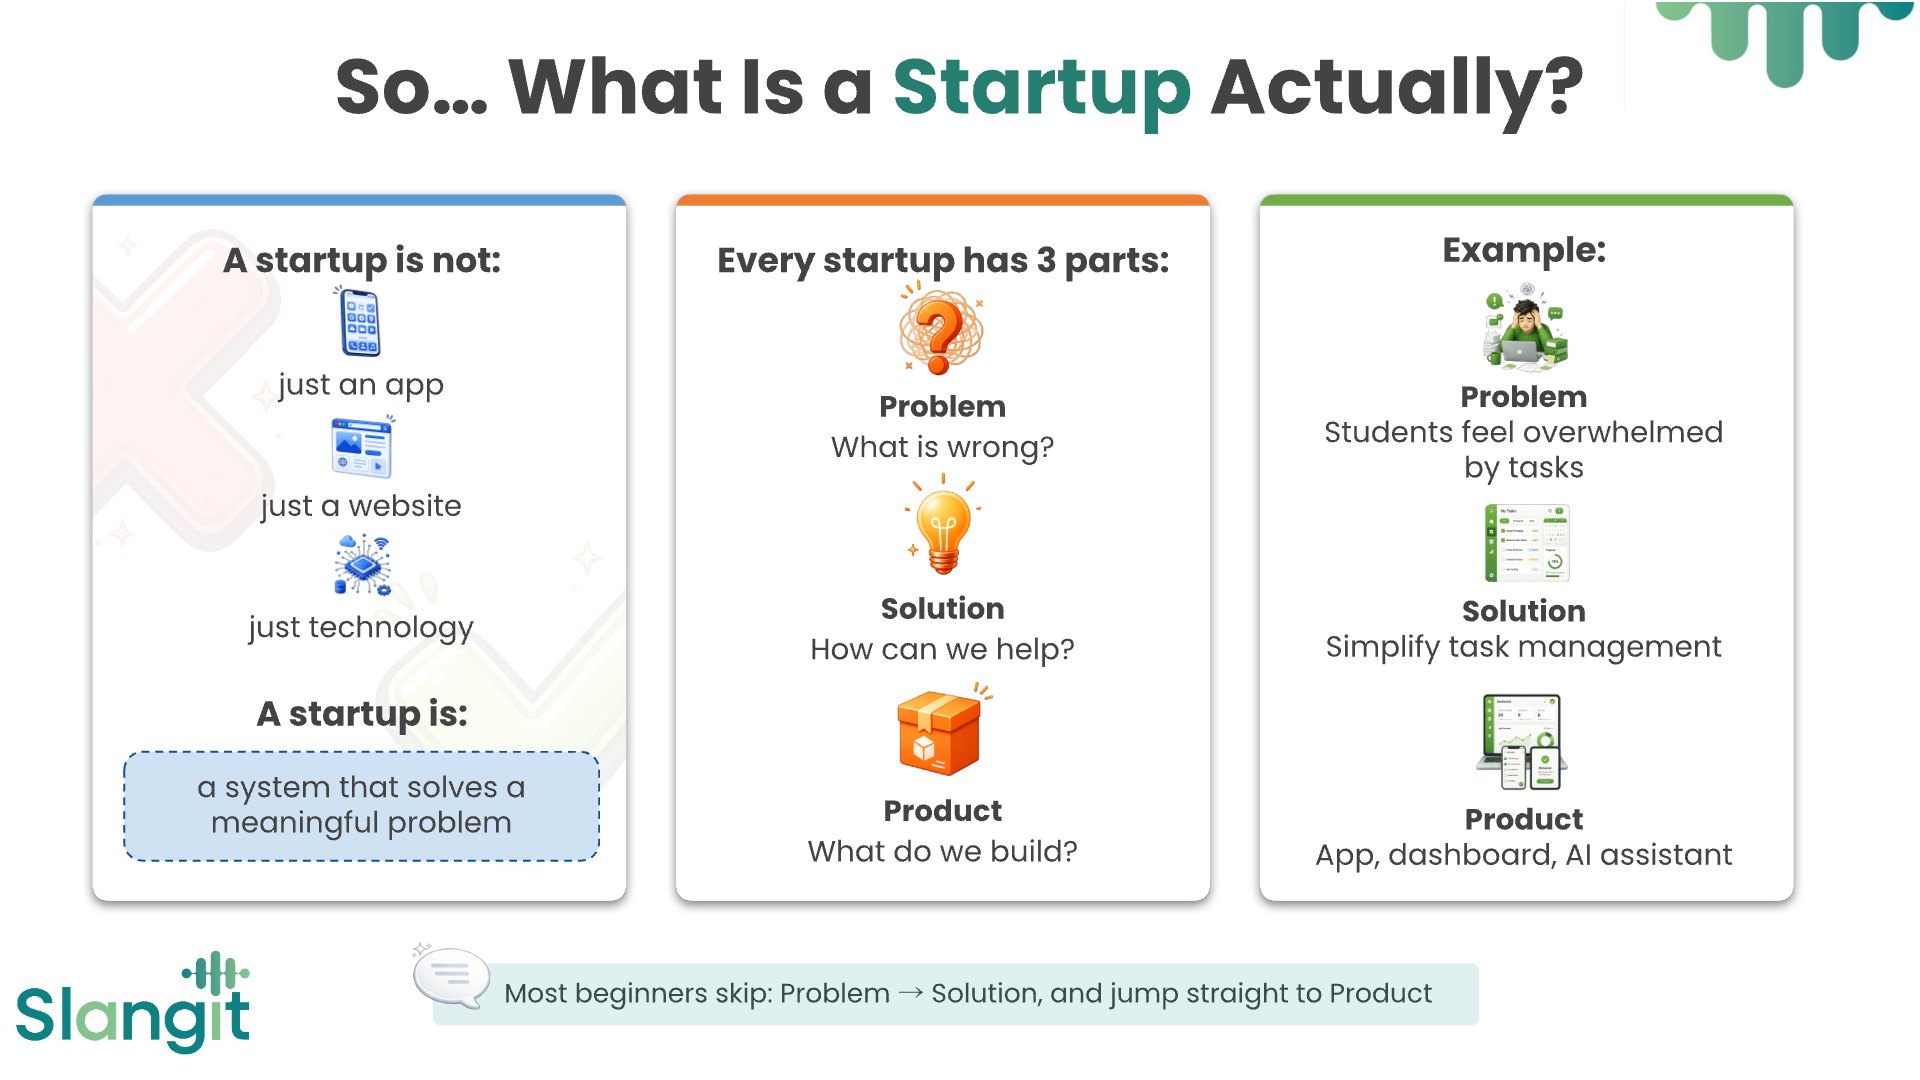 So... What Is a Startup Actually?
A startup is not:
just an app
just a website
just technology
A startup is:
a system that solves a
meaningful problem
Every startup has 3 parts:
Problem
What is wrong?
Solution
How can we help?
Product
What do we build?
Example:
Problem
Students feel overwhelmed
by tasks
Solution
Simplify task management
Product
App, dashboard, AI assistant
Slangit
Most beginners skip: Problem → Solution, and jump straight to Product